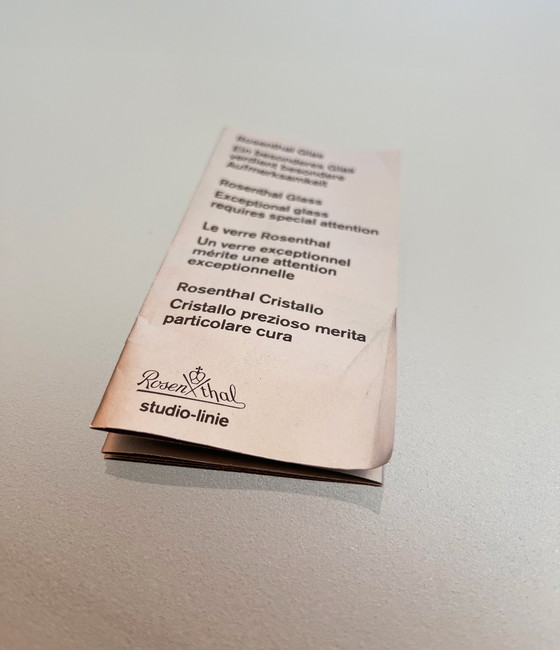 Rosenthal Glas
Ein besonderes Glas
verdient besondere
Aufmerksamkeit
Rosenthal Glass
Exceptional glass
requires special attention
Le verre Rosenthal
Un verre exceptionnel
mérite une attention
exceptionnelle
Rosenthal Cristallo
Cristallo prezioso merita
particolare cura
Rosenthal
studio-linie